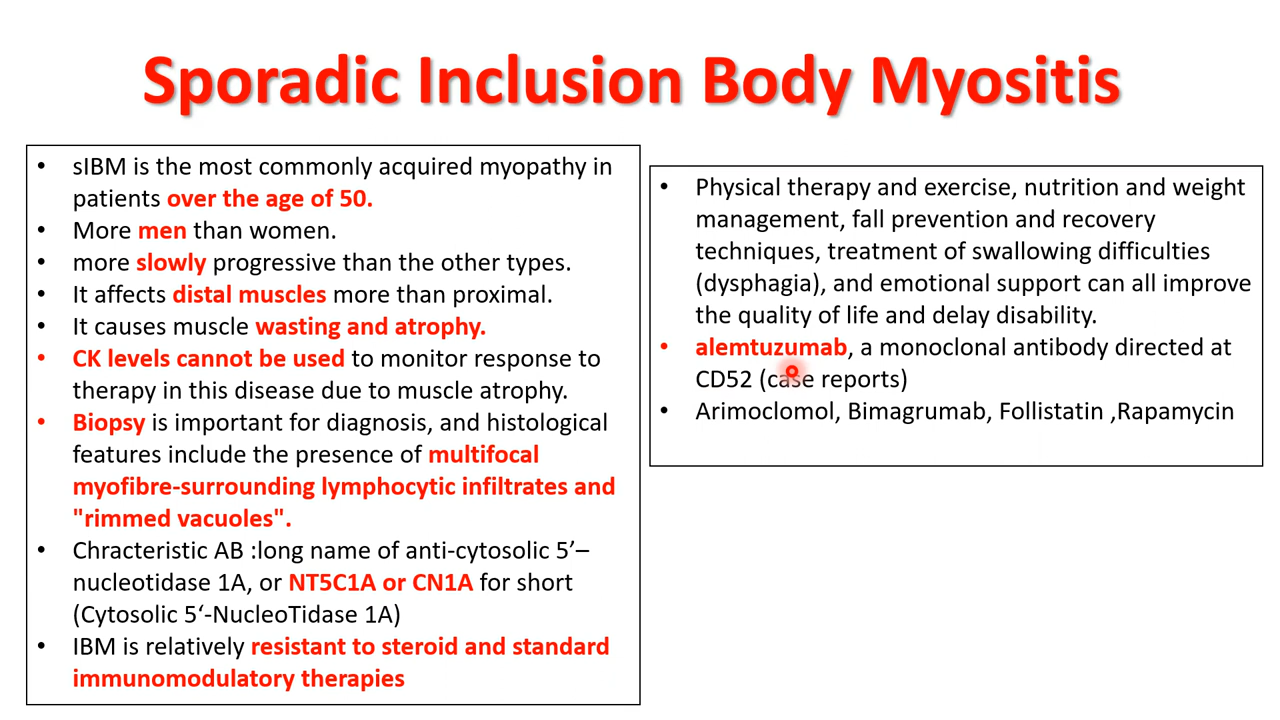 Sporadic Inclusion Body Myositis
• sIBM is the most commonly acquired myopathy in
patients over the age of 50.
• More men than women.
• more slowly progressive than the other types.
• It affects distal muscles more than proximal.
• It causes muscle wasting and atrophy.
• CK levels cannot be used to monitor response to
therapy in this disease due to muscle atrophy.
• Biopsy is important for diagnosis, and histological
features include the presence of multifocal
myofibre-surrounding lymphocytic infiltrates and
"rimmed vacuoles".
• Chracteristic AB :long name of anti-cytosolic 5’–
nucleotidase 1A, or NT5C1A or CN1A for short
(Cytosolic 5‘-NucleoTidase 1A)
• IBM is relatively resistant to steroid and standard
immunomodulatory therapies
• Physical therapy and exercise, nutrition and weight
management, fall prevention and recovery
techniques, treatment of swallowing difficulties
(dysphagia), and emotional support can all improve
the quality of life and delay disability.
• alemtuzumab, a monoclonal antibody directed at
CD52 (case reports)
• Arimoclomol, Bimagrumab, Follistatin ,Rapamycin